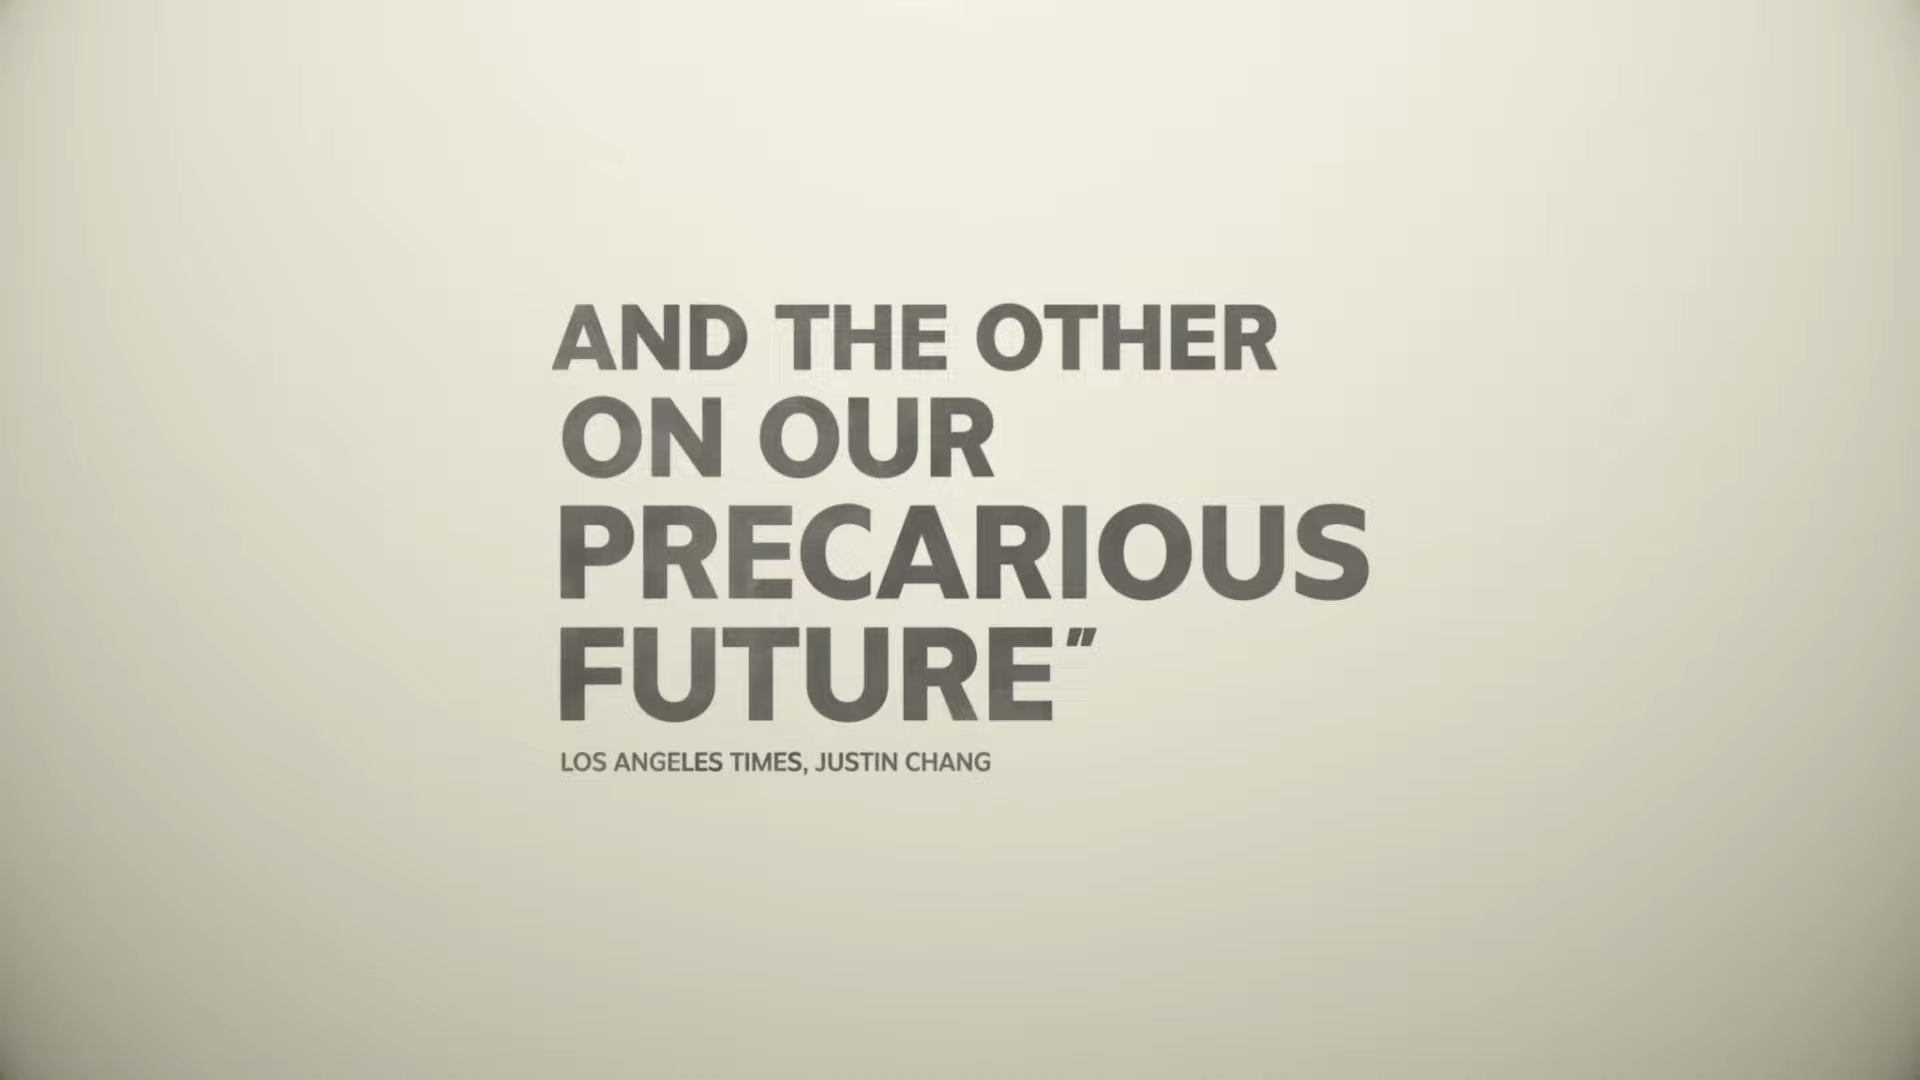 AND THE OTHER
ON OUR
PRECARIOUS
FUTURE”
LOS ANGELES TIMES, JUSTIN CHANG